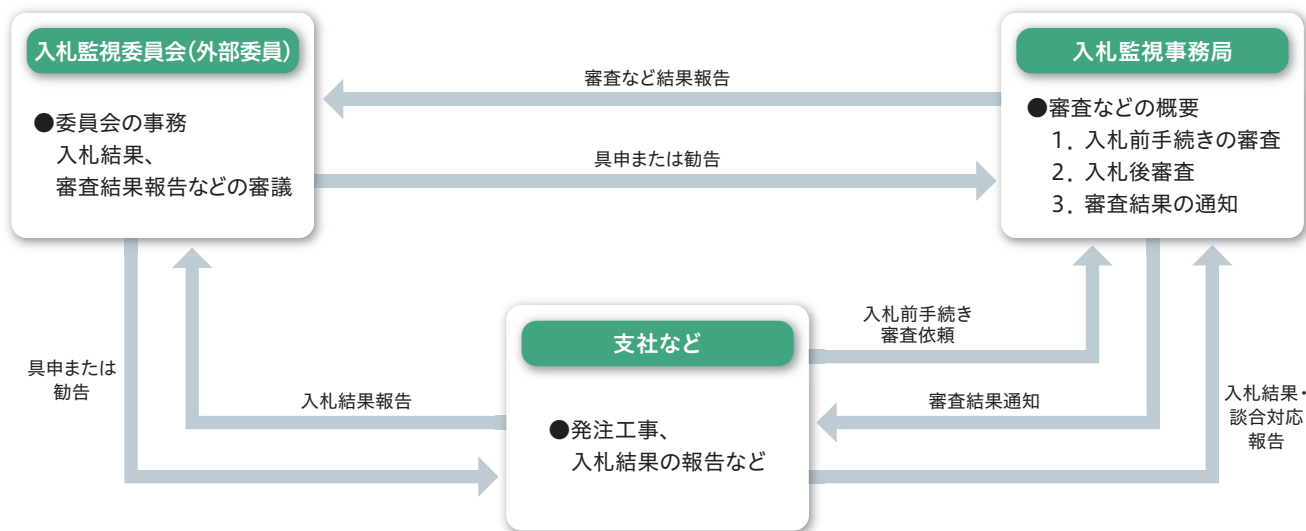 入札監視委員会(外部委員)
●委員会の事務
入札結果、
審査結果報告などの審議
審査など結果報告
具申または勧告
入札監視事務局
●審査などの概要
1．入札前手続きの審査
2．入札後審査
3．審査結果の通知
具申または
勧告
入札結果報告
支社など
●発注工事、
入札結果の報告など
入札前手続き
審査依頼
審査結果通知
入札結果・
談合対応
報告